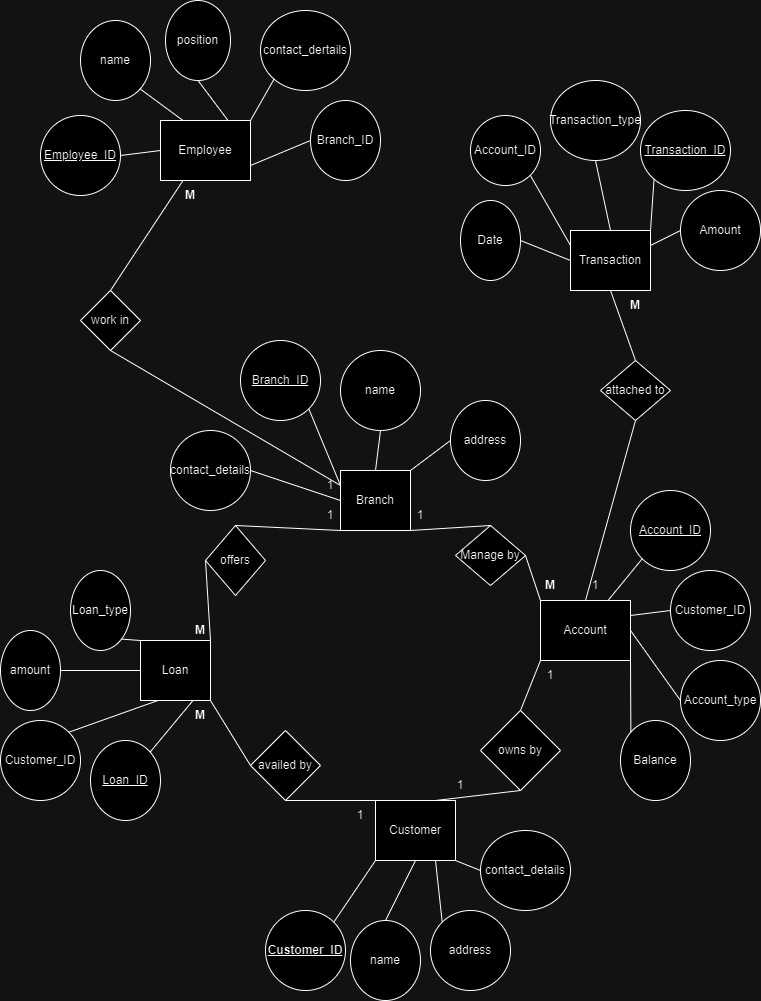 position
contact_dertails
name
Transaction_type
Branch_ID
Employee
Account_ID
Transaction_ID
Employee_ID
M
Amount
Date
Transaction
M
work in
Branch_ID
name
attached to
address
contact_details
1
Branch
1
1
Account_ID
offers
Manage by
M
1
Loan_type
Customer_ID
M
Account
amount
Loan
1
Account_type
M
Customer_ID
Loan_ID
availed by
owns by
Balance
1
1
Customer
contact_details
Customer_ID
name
address